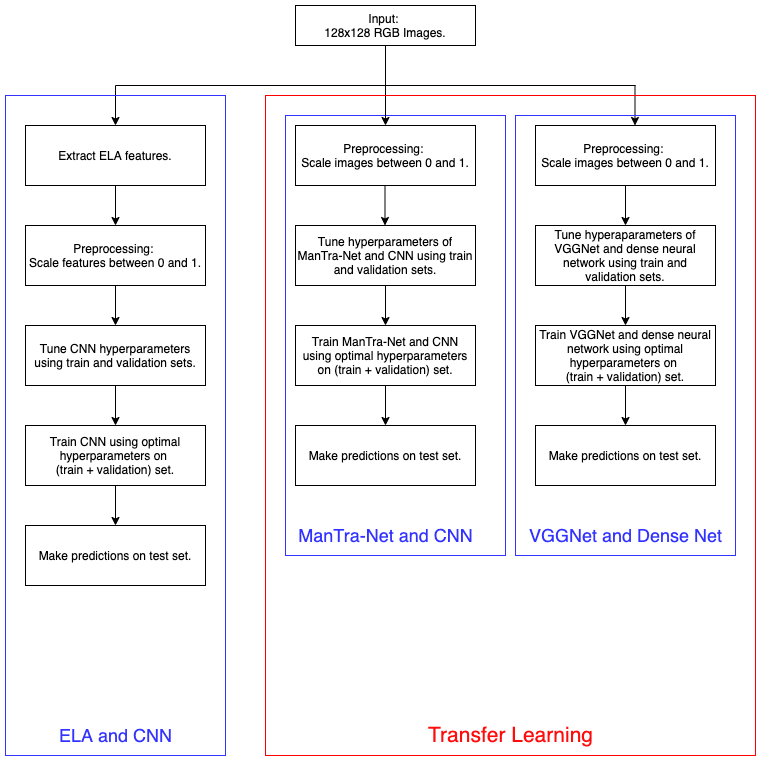 Input:
128x128 RGB Images.
Extract ELA features.
Preprocessing:
Scale features between 0 and 1.
Tune CNN hyperparameters
using train and validation sets.
Train CNN using optimal
hyperparameters on
(train + validation) set.
Make predictions on test set.
ELA and CNN
Preprocessing:
Scale images between 0 and 1.
Tune hyperparameters of
ManTra-Net and CNN using train
and validation sets.
Train ManTra-Net and CNN
using optimal hyperparameters
on (train + validation) set.
Make predictions on test set.
ManTra-Net and CNN
Preprocessing:
Scale images between 0 and 1.
Tune hyperaparameters of
VGGNet and dense neural
network using train and
validation sets.
Train VGGNet and dense neural
network using optimal
hyperparameters on
(train + validation) set.
Make predictions on test set.
VGGNet and Dense Net
Transfer Learning